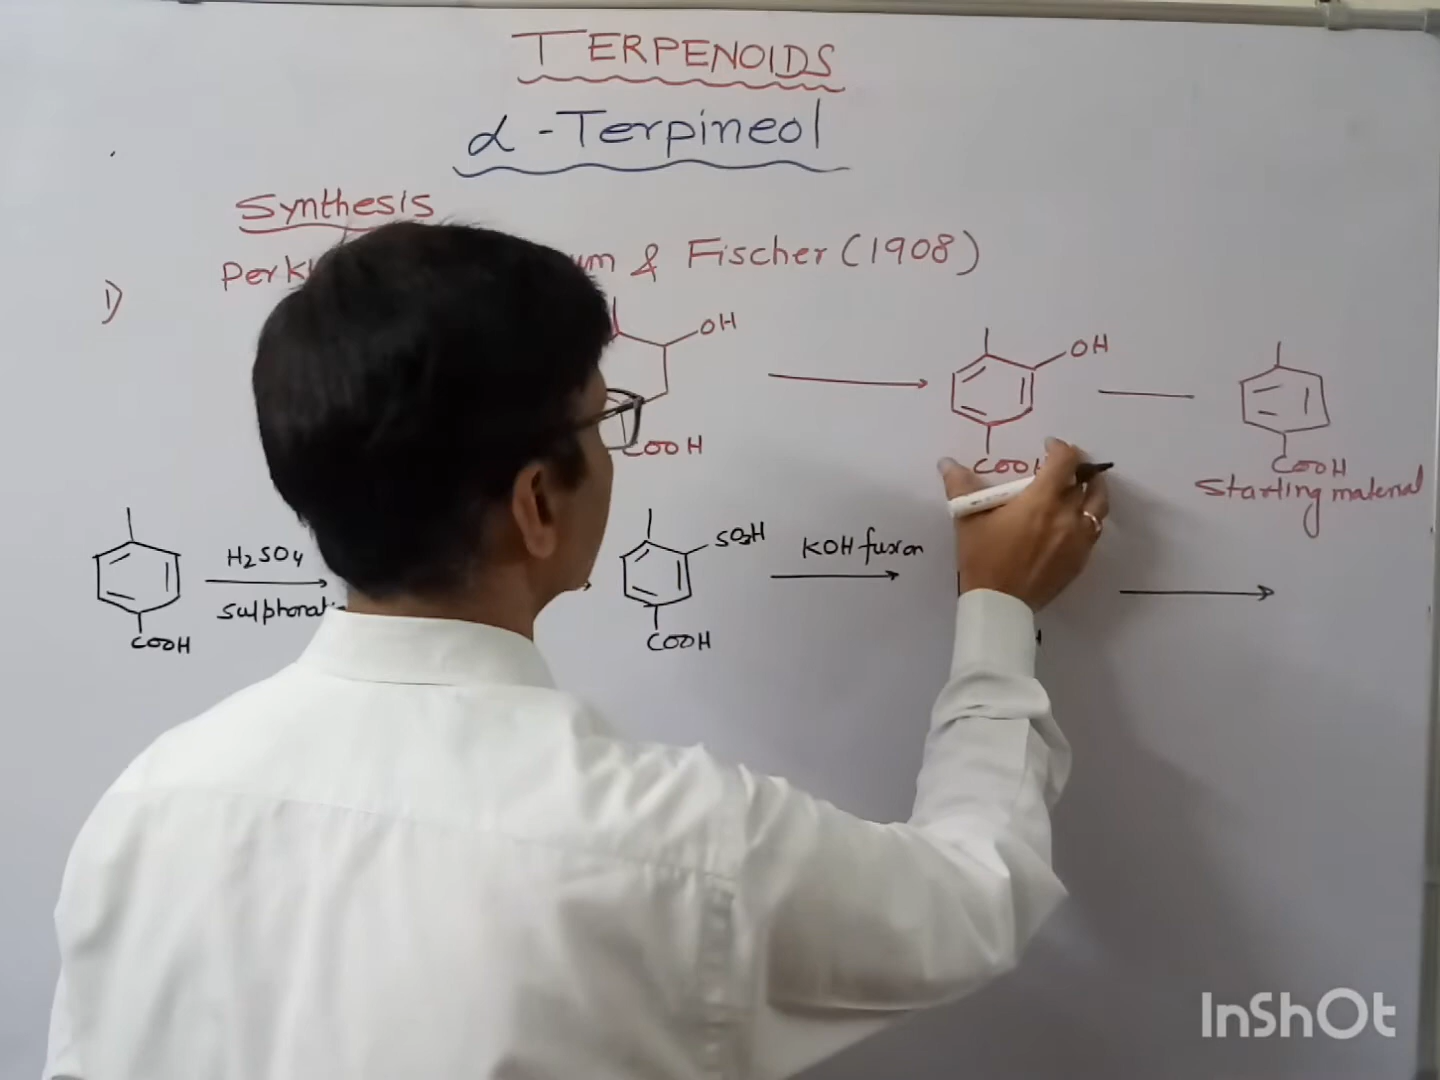 TERPENOIDS
α-Terpineol
Synthesis
1) & Fischer (1908)
OH
OH
COOH
COOH
Starting material
H2SO4
SO3H
KOH fusion
COOH
COOH
InShOt